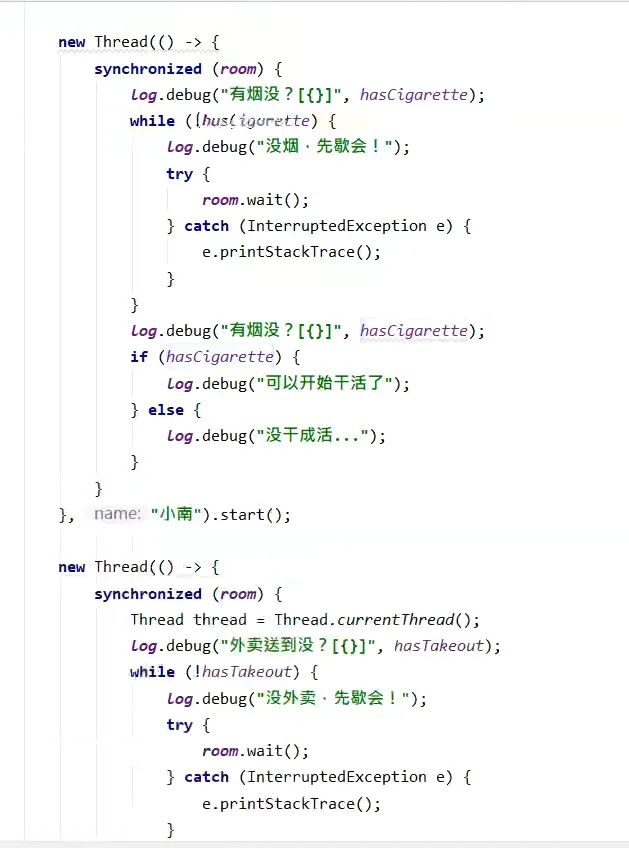 new Thread(() -> {
    synchronized (room) {
        log.debug("有烟没？[{}]", hasCigarette);
        while (!hasCigarette) {
            log.debug("没烟，先歇会！");
            try {
                room.wait();
            } catch (InterruptedException e) {
                e.printStackTrace();
            }
        }
        log.debug("有烟没？[{}]", hasCigarette);
        if (hasCigarette) {
            log.debug("可以开始干活了");
        } else {
            log.debug("没干成活...");
        }
    }
}, name: "小南").start();
new Thread(() -> {
    synchronized (room) {
        Thread thread = Thread.currentThread();
        log.debug("外卖送到没？[{}]", hasTakeout);
        while (!hasTakeout) {
            log.debug("没外卖，先歇会！");
            try {
                room.wait();
            } catch (InterruptedException e) {
                e.printStackTrace();
            }